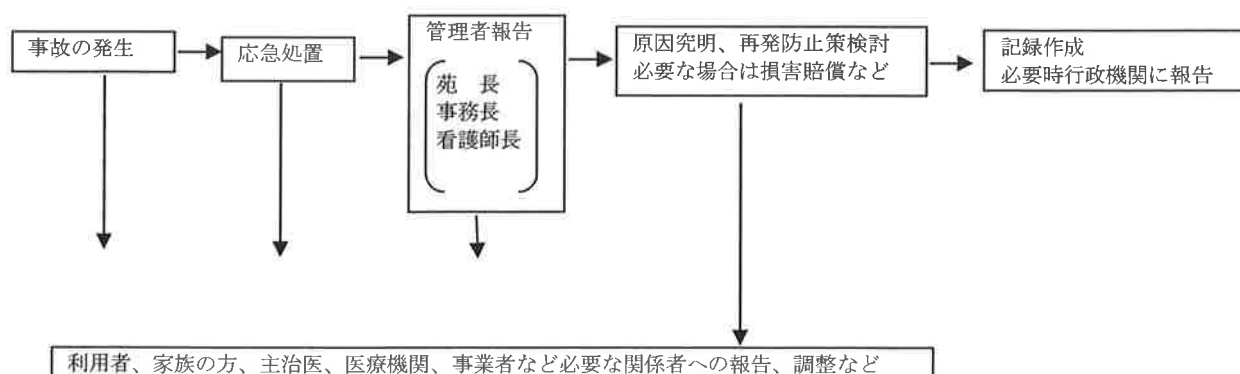 事故の発生
応急処置
管理者報告
苑　長
事務長
看護師長
原因究明、再発防止策検討
必要な場合は損害賠償など
記録作成
必要時行政機関に報告
利用者、家族の方、主治医、医療機関、事業者など必要な関係者への報告、調整など